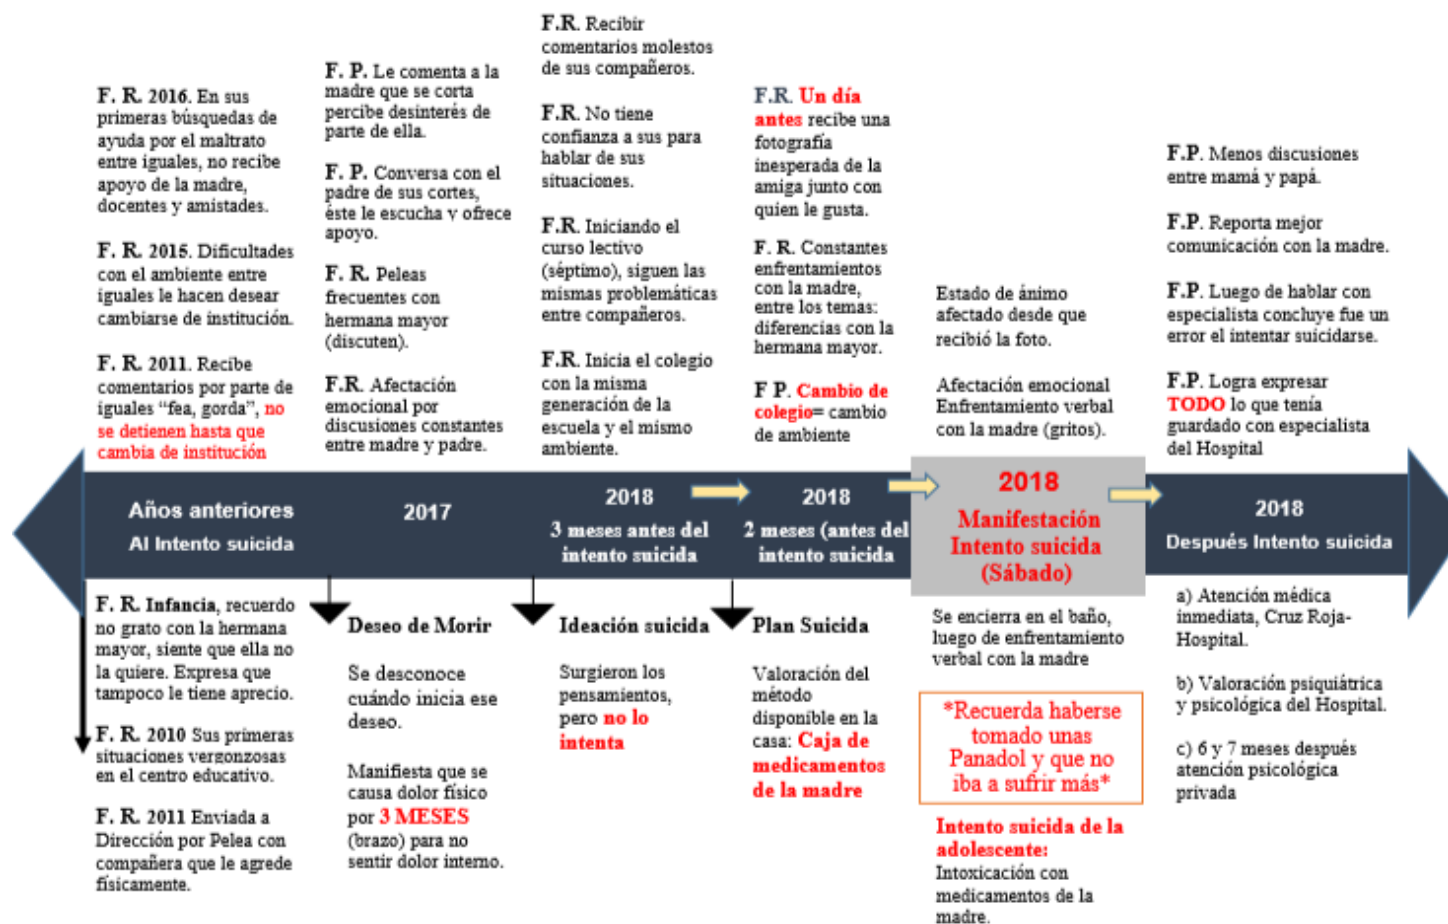 F. R. 2016. En sus
primeras búsquedas de
ayuda por el maltrato
entre iguales, no recibe
apoyo de la madre,
docentes y amistades.
F. R. 2015. Dificultades
con el ambiente entre
iguales le hacen desear
cambiarse de institución.
F. R. 2011. Recibe
comentarios por parte de
iguales “fea, gorda”, no
se detienen hasta que
cambia de institución
F. P. Le comenta a la
madre que se corta
percibe desinterés de
parte de ella.
F. P. Conversa con el
padre de sus cortes,
éste le escucha y ofrece
apoyo.
F. R. Peleas
frecuentes con
hermana mayor
(discuten).
F.R. Afectación
emocional por
discusiones constantes
entre madre y padre.
F.R. Recibir
comentarios molestos
de sus compañeros.
F.R. No tiene
confianza a sus para
hablar de sus
situaciones.
F.R. Iniciando el
curso lectivo
(séptimo), siguen las
mismas problemáticas
entre compañeros.
F.R. Inicia el colegio
con la misma
generación de la
escuela y el mismo
ambiente.
F.R. Un día
antes recibe una
fotografía
inesperada de la
amiga junto con
quien le gusta.
F. R. Constantes
enfrentamientos
con la madre,
entre los temas:
diferencias con la
hermana mayor.
F P. Cambio de
colegio= cambio
de ambiente
Estado de ánimo
afectado desde que
recibió la foto.
Afectación emocional
Enfrentamiento verbal
con la madre (gritos).
F.P. Menos discusiones
entre mamá y papá.
F.P. Reporta mejor
comunicación con la madre.
F.P. Luego de hablar con
especialista concluye fue un
error el intentar suicidarse.
F.P. Logra expresar
TODO lo que tenía
guardado con especialista
del Hospital
Años anteriores
Al Intento suicida
2017
2018
3 meses antes del
intento suicida
2018
2 meses (antes del
intento suicida
2018
Manifestación
Intento suicida
(Sábado)
2018
Después Intento suicida
F. R. Infancia, recuerdo
no grato con la hermana
mayor, siente que ella no
la quiere. Expresa que
tampoco le tiene aprecio.
F. R. 2010 Sus primeras
situaciones vergonzosas
en el centro educativo.
F. R. 2011 Enviada a
Dirección por Pelea con
compañera que le agrede
físicamente.
Deseo de Morir
Se desconoce
cuándo inicia ese
deseo.
Manifiesta que se
causa dolor físico
por 3 MESES
(brazo) para no
sentir dolor interno.
Ideación suicida
Surgieron los
pensamientos,
pero no lo
intenta
Plan Suicida
Valoración del
método
disponible en la
casa: Caja de
medicamentos
de la madre
Se encierra en el baño,
luego de enfrentamiento
verbal con la madre
*Recuerda haberse
tomado unas
Panadol y que no
iba a sufrir más*
Intento suicida de la
adolescente:
Intoxicación con
medicamentos de la
madre.
a) Atención médica
inmediata, Cruz Roja-
Hospital.
b) Valoración psiquiátrica
y psicológica del Hospital.
c) 6 y 7 meses después
atención psicológica
privada